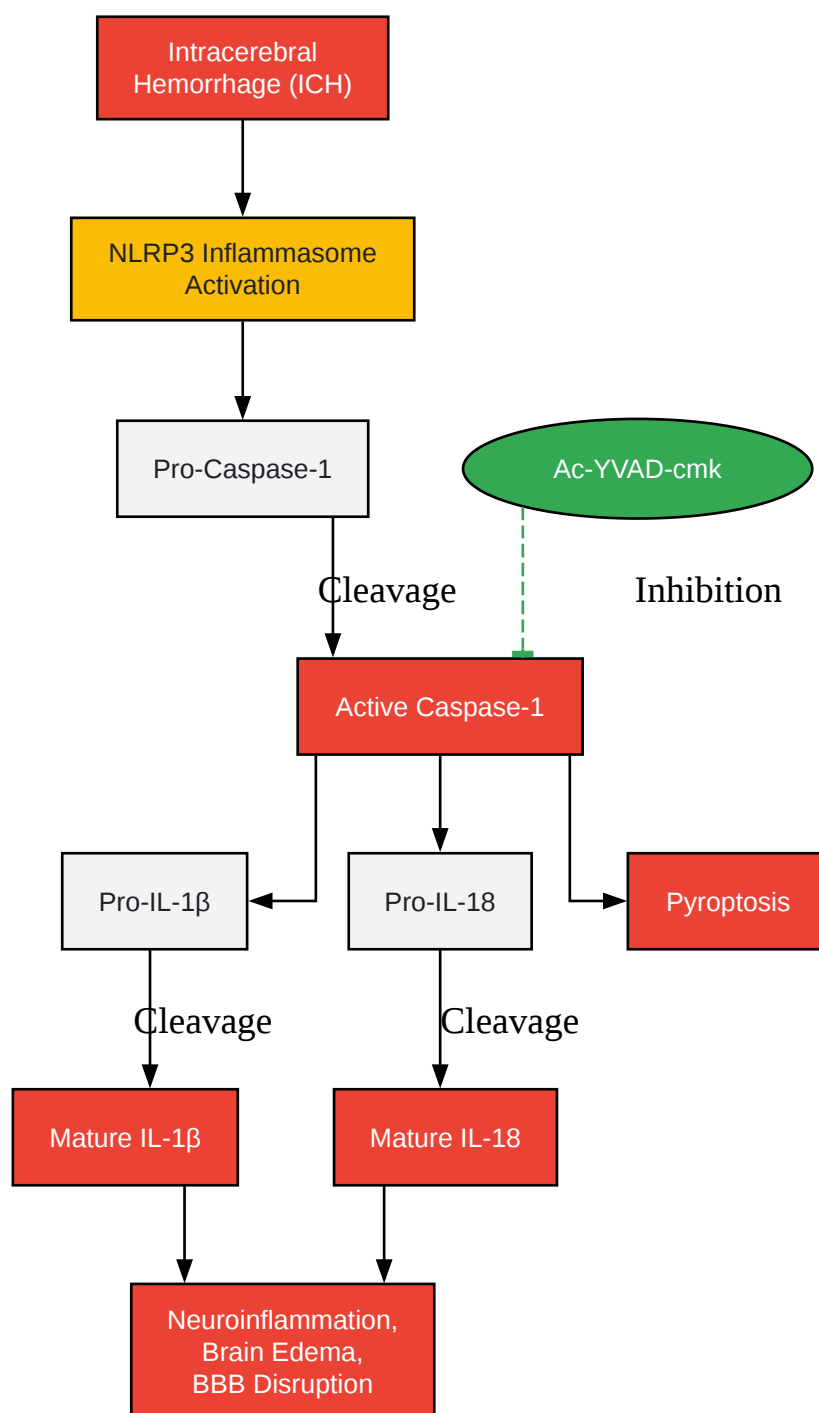 Intracerebral
Hemorrhage (ICH)
NLRP3 Inflammasome
Activation
Pro-Caspase-1
Ac-YVAD-cmk
Cleavage
Inhibition
Active Caspase-1
Pro-IL-1β
Pro-IL-18
Pyroptosis
Cleavage
Cleavage
Mature IL-1β
Mature IL-18
Neuroinflammation,
Brain Edema,
BBB Disruption